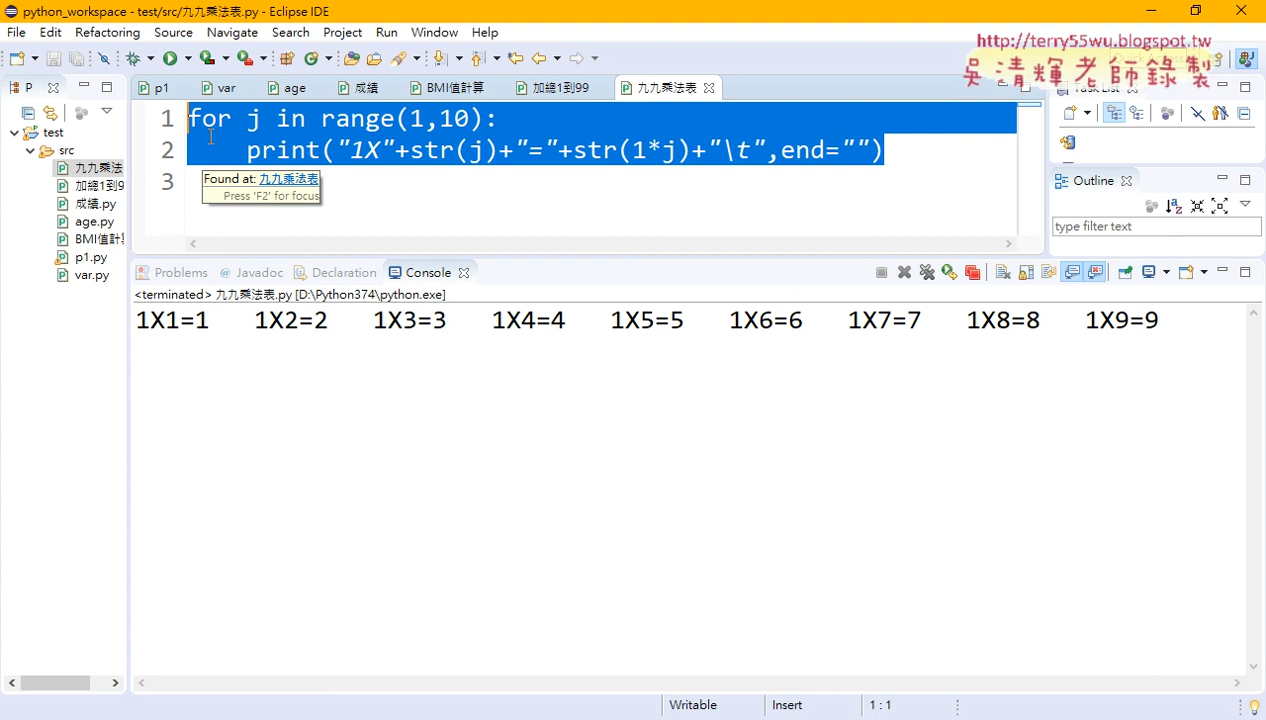 python_workspace - test/src/九九乘法表.py - Eclipse IDE
File Edit Refactoring Source Navigate Search Project Run Window Help
http://terry55wu.blogspot.tw
吳清輝老師錄製
P
p1 var age 成績 BMI值計算 加總1到99 九九乘法表
Task List
test
src
九九乘法
加總1到9
成績.py
age.py
BMI值計
p1.py
var.py
1 for j in range(1,10):
2 print("1X"+str(j)+"="+str(1*j)+"\t",end="")
3
Found at: 九九乘法表
Press 'F2' for focus
Outline
type filter text
Problems Javadoc Declaration Console
<terminated> 九九乘法表.py [D:\Python374\python.exe]
1X1=1 1X2=2 1X3=3 1X4=4 1X5=5 1X6=6 1X7=7 1X8=8 1X9=9
Writable Insert 1 : 1